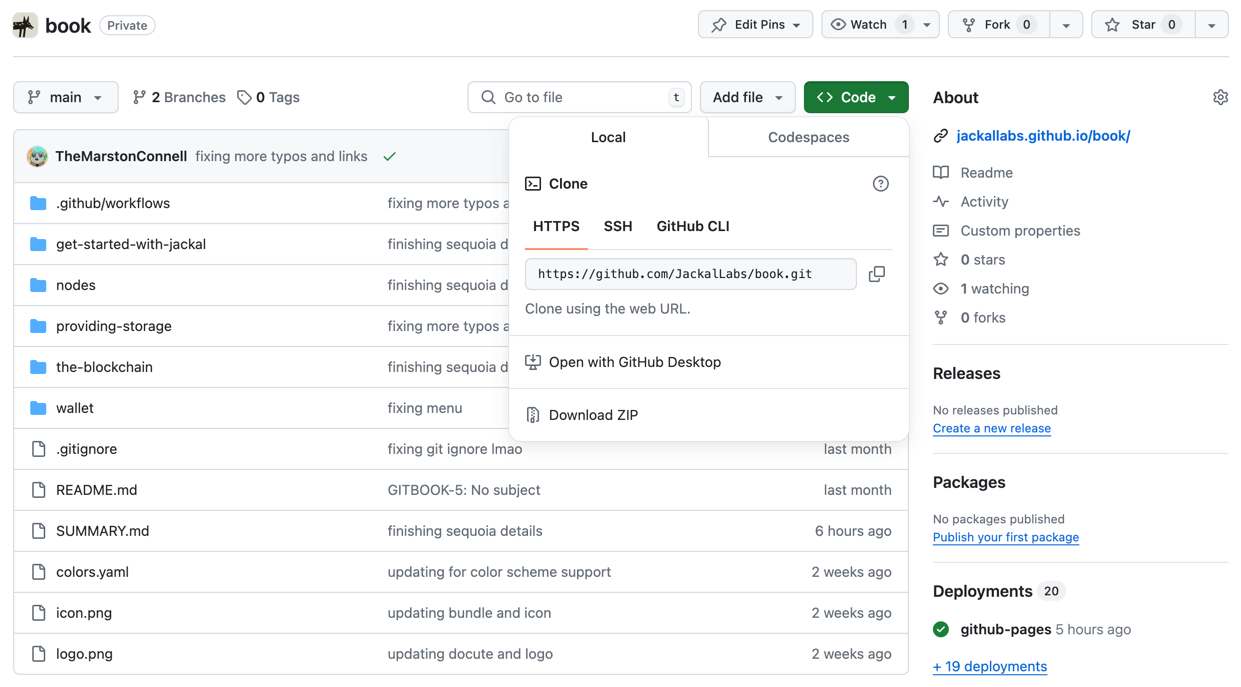 book Private
Edit Pins Watch 1 Fork 0 Star 0
main 2 Branches 0 Tags
Go to file t Add file <> Code
TheMarstonConnell fixing more typos and links
.github/workflows fixing more typos a
get-started-with-jackal finishing sequoia d
nodes finishing sequoia d
providing-storage fixing more typos a
the-blockchain finishing sequoia d
wallet fixing menu
.gitignore fixing git ignore lmao last month
README.md GITBOOK-5: No subject last month
SUMMARY.md finishing sequoia details 6 hours ago
colors.yaml updating for color scheme support 2 weeks ago
icon.png updating bundle and icon 2 weeks ago
logo.png updating docute and logo 2 weeks ago
Local Codespaces
Clone
HTTPS SSH GitHub CLI
https://github.com/JackalLabs/book.git
Clone using the web URL.
Open with GitHub Desktop
Download ZIP
About
jackallabs.github.io/book/
Readme
Activity
Custom properties
0 stars
1 watching
0 forks
Releases
No releases published
Create a new release
Packages
No packages published
Publish your first package
Deployments 20
github-pages 5 hours ago
+ 19 deployments